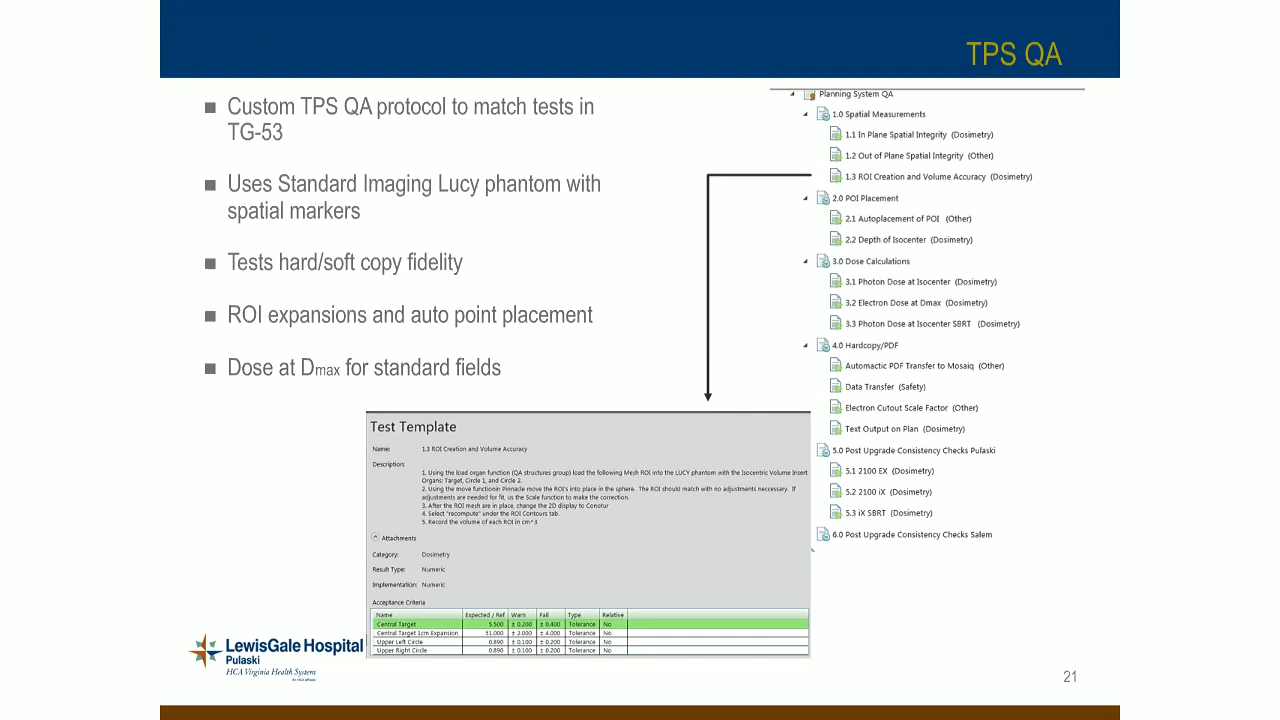 TPS QA
■ Custom TPS QA protocol to match tests in
TG-53
■ Uses Standard Imaging Lucy phantom with
spatial markers
■ Tests hard/soft copy fidelity
■ ROI expansions and auto point placement
■ Dose at Dmax for standard fields
Planning System QA
1.0 Spatial Measurements
1.1 In Plane Spatial Integrity (Dosimetry)
1.2 Out of Plane Spatial Integrity (Other)
1.3 ROI Creation and Volume Accuracy (Dosimetry)
2.0 POI Placement
2.1 Autoplacement of POI (Other)
2.2 Depth of Isocenter (Dosimetry)
3.0 Dose Calculations
3.1 Photon Dose at Isocenter (Dosimetry)
3.2 Electron Dose at Dmax (Dosimetry)
3.3 Photon Dose at Isocenter SBRT (Dosimetry)
4.0 Hardcopy/PDF
Automactic PDF Transfer to Mosaiq (Other)
Data Transfer (Safety)
Electron Cutout Scale Factor (Other)
Text Output on Plan (Dosimetry)
5.0 Post Upgrade Consistency Checks Pulaski
5.1 2100 EX (Dosimetry)
5.2 2100 iX (Dosimetry)
5.3 iX SBRT (Dosimetry)
6.0 Post Upgrade Consistency Checks Salem
Test Template
Name: 1.3 ROI Creation and Volume Accuracy
Description:
1. Using the load organ function (QA structures group) load the following Mesh ROI into the LUCY phantom with the Isocentric Volume Insert
Organs: Target, Circle 1, and Circle 2.
2. Using the move functionin Pinnacle move the ROI's into place in the sphere. The ROI should match with no adjustments neccessary. If
adjustments are needed for fit, us the Scale function to make the correction.
3. After the ROI mesh are in place, change the 2D display to Conotur
4. Select "recompute" under the ROI Contours tab.
5. Record the volume of each ROI in cm^3
Attachments
Category: Dosimetry
Result Type: Numeric
Implementation: Numeric
Acceptance Criteria
Name Expected / Ref Warn Fail Type Relative
Central Target 5.500 ± 0.200 ± 0.400 Tolerance No
Central Target 1cm Expansion 51.000 ± 2.000 ± 4.000 Tolerance No
Upper Left Circle 0.890 ± 0.100 ± 0.200 Tolerance No
Upper Right Circle 0.890 ± 0.100 ± 0.200 Tolerance No
LewisGale Hospital
Pulaski
HCA Virginia Health System
21